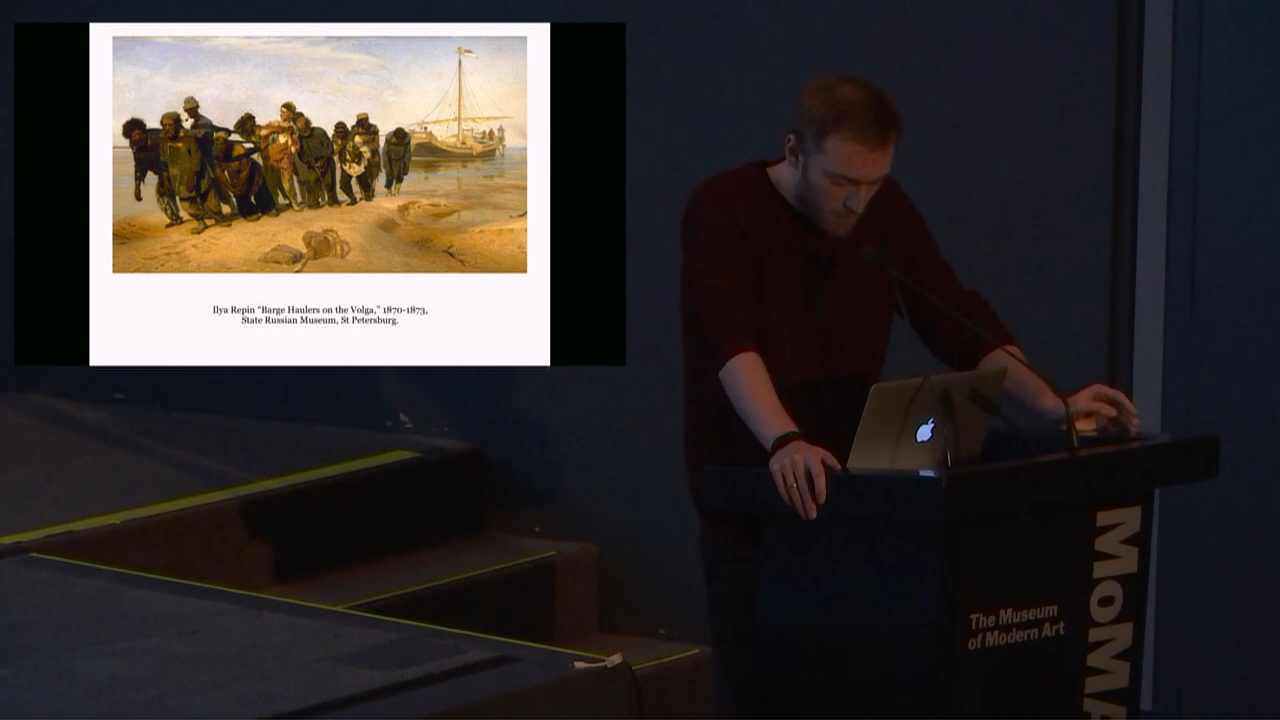 Ilya Repin “Barge Haulers on the Volga,” 1870-1873,
State Russian Museum, St Petersburg.
The Museum
of Modern Art
MoMA